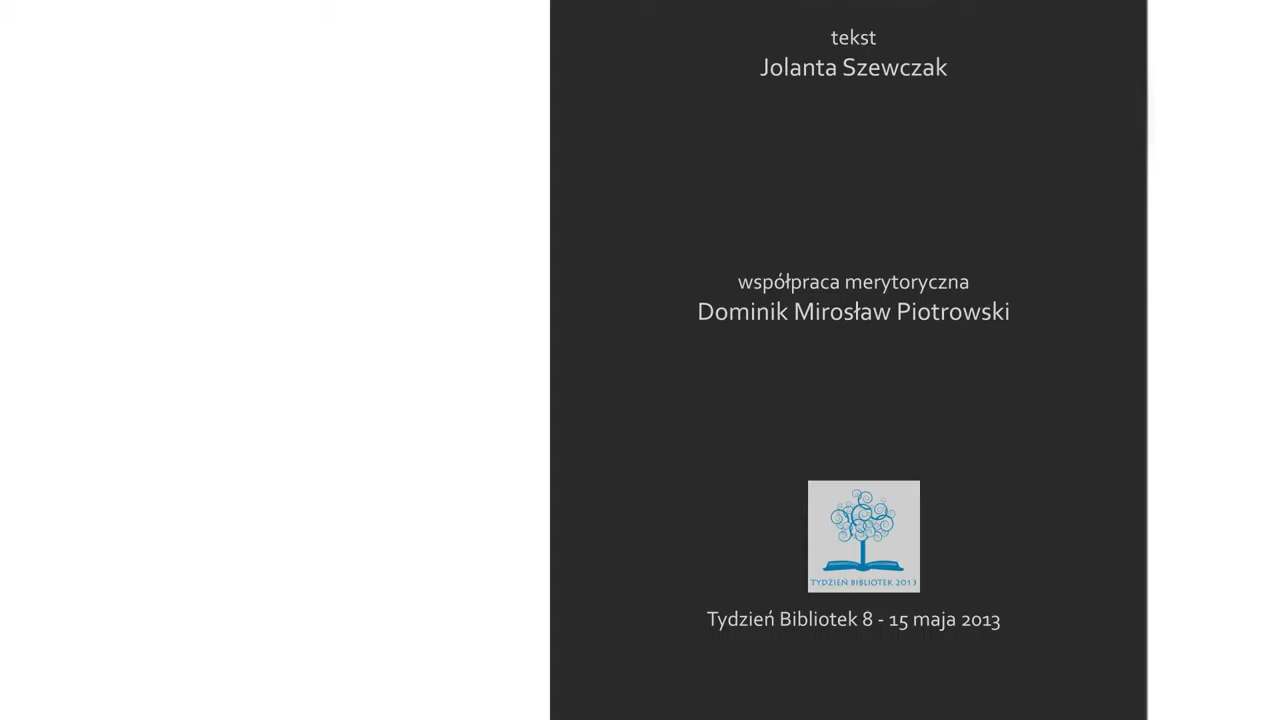 tekst
Jolanta Szewczak
współpraca merytoryczna
Dominik Mirosław Piotrowski
TYDZIEŃ BIBLIOTEK 2013
Tydzień Bibliotek 8 - 15 maja 2013